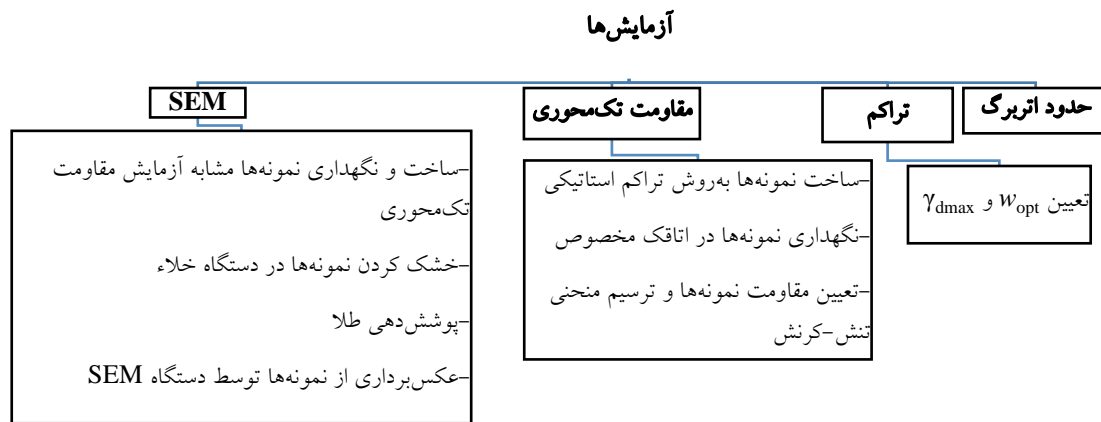 آزمایش‌ها
حدود اتربرگ
تراکم
تعیین w_opt و γ_dmax
مقاومت تک‌محوری
-ساخت نمونه‌ها به‌روش تراکم استاتیکی
-نگهداری نمونه‌ها در اتاقک مخصوص
-تعیین مقاومت نمونه‌ها و ترسیم منحنی
تنش-کرنش
SEM
-ساخت و نگهداری نمونه‌ها مشابه آزمایش مقاومت
تک‌محوری
-خشک کردن نمونه‌ها در دستگاه خلاء
-پوشش‌دهی طلا
-عکس‌برداری از نمونه‌ها توسط دستگاه SEM